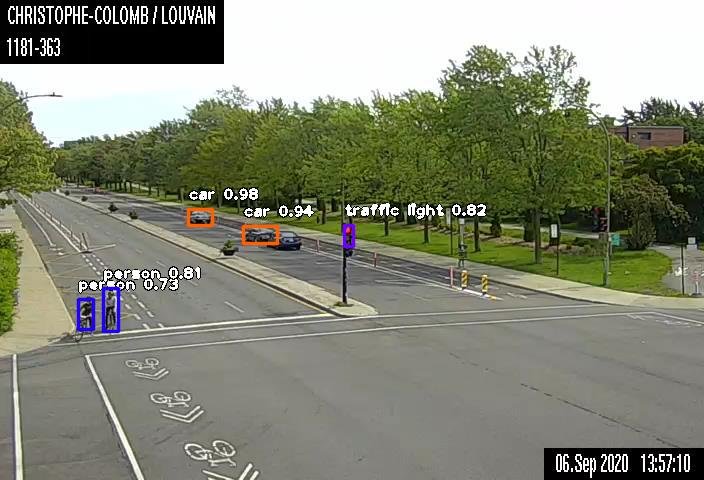 CHRISTOPHE-COLOMB / LOUVAIN
1181-363
car 0.98
car 0.94
traffic light 0.82
person 0.81
person 0.73
06.Sep 2020 13:57:10